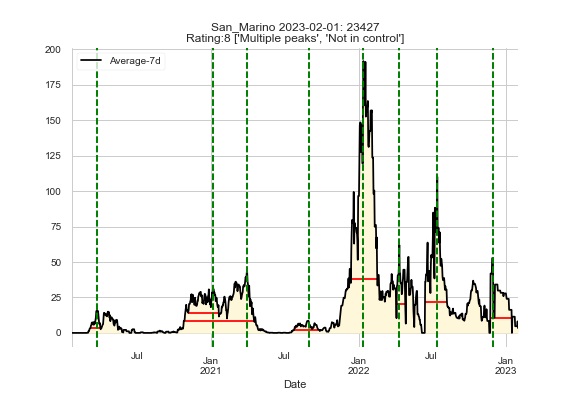 San_Marino 2023-02-01: 23427
Rating:8 ['Multiple peaks', 'Not in control']
Average-7d
200
175
150
125
100
75
50
25
0
Jul Jan Jul Jan Jul Jan
2021 2022 2023
Date